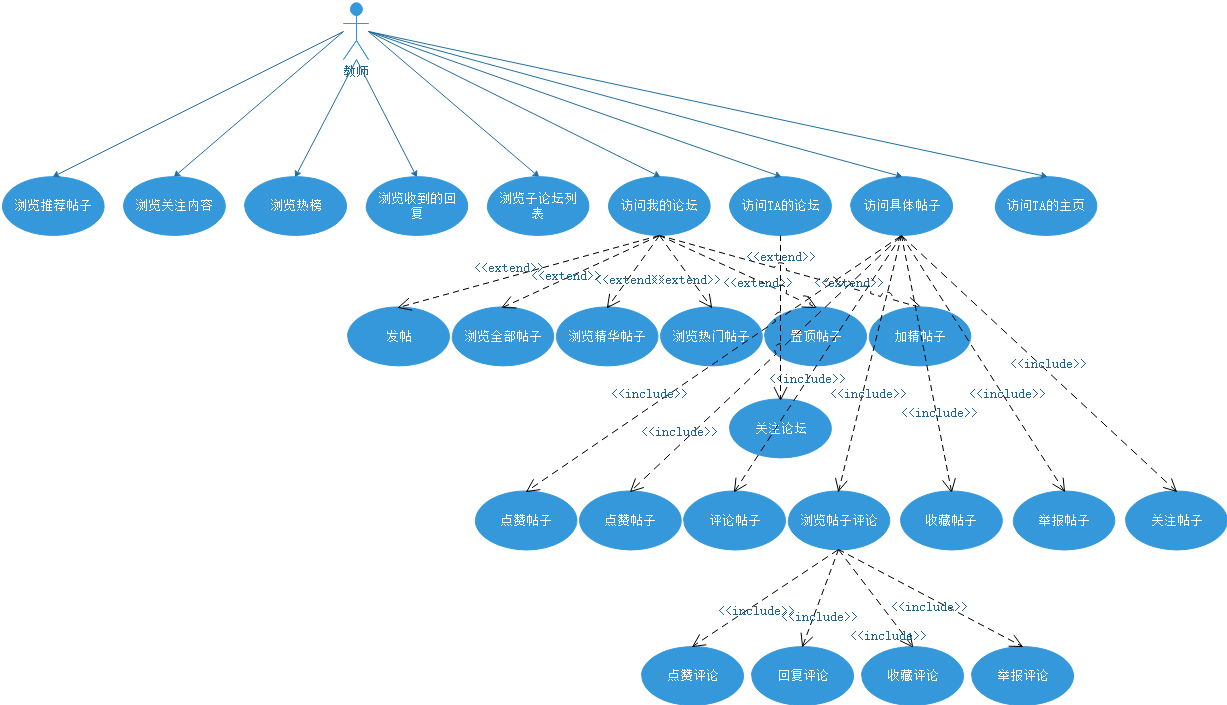 教师
浏览推荐帖子
浏览关注内容
浏览热榜
浏览收到的回
复
浏览子论坛列
表
访问我的论坛
访问TA的论坛
访问具体帖子
访问TA的主页
<<extend>>
<<extend>>
<<extend>>
<<extend>>
<<extend>>
<<extend>>
<<extend>>
发帖
浏览全部帖子
浏览精华帖子
浏览热门帖子
置顶帖子
加精帖子
<<include>>
<<include>>
<<include>>
<<include>>
<<include>>
<<include>>
<<include>>
关注论坛
点赞帖子
点赞帖子
评论帖子
浏览帖子评论
收藏帖子
举报帖子
关注帖子
<<include>>
<<include>>
<<include>>
<<include>>
点赞评论
回复评论
收藏评论
举报评论